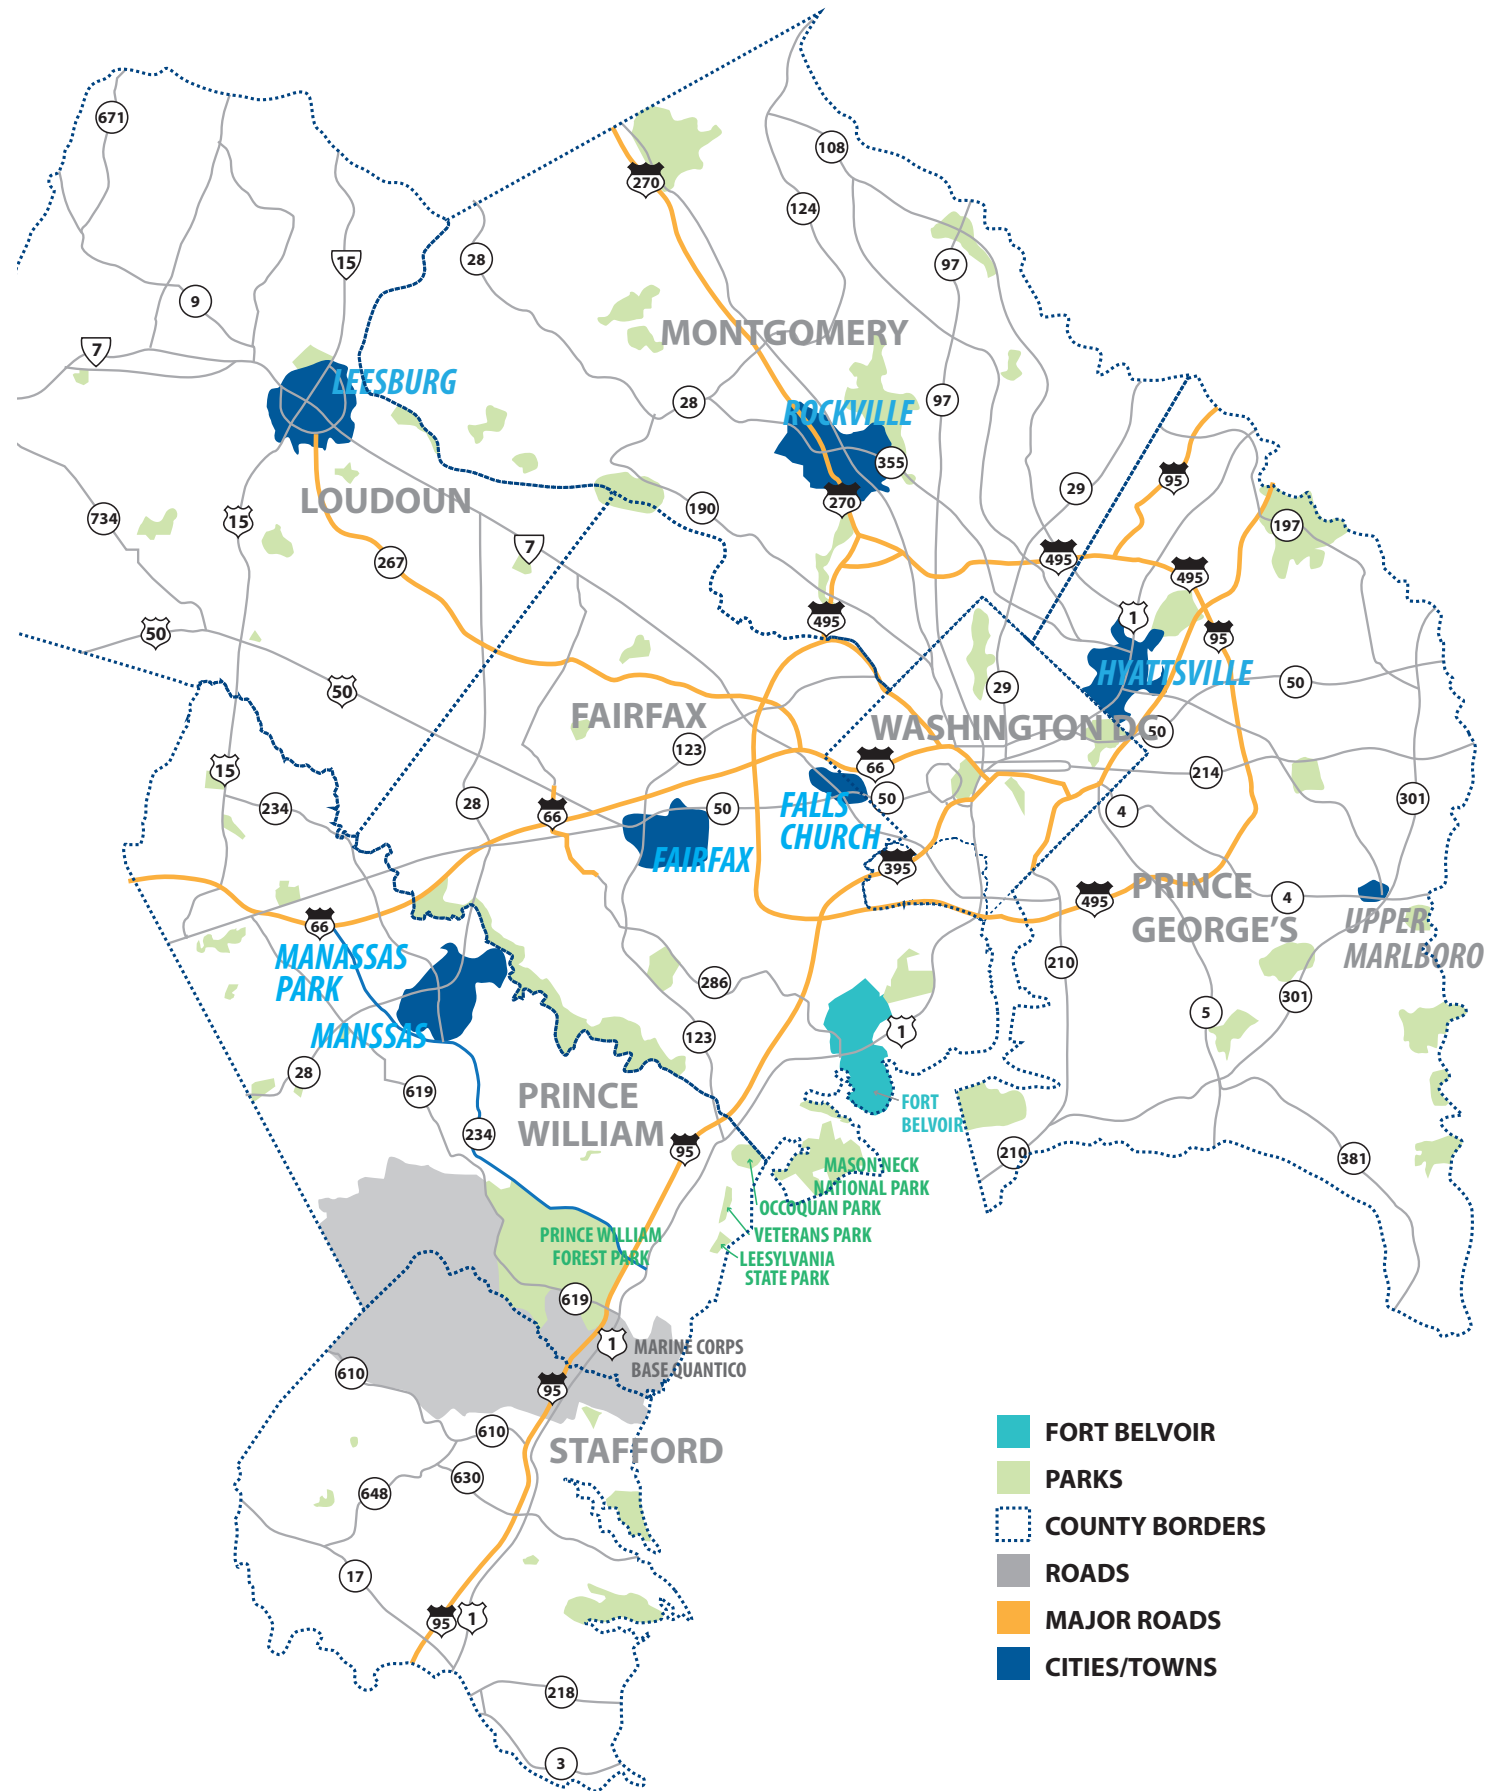 671
108
270
124
15
28
97
9
MONTGOMERY
7
LEESBURG
28
97
ROCKVILLE
355
95
29
LOUDOUN
270
190
734
15
197
7
267
495
495
495
1
50
95
HYATTSVILLE
50
50
29
FAIRFAX
WASHINGTON DC
50
123
66
15
214
28
234
66
50
FALLS
CHURCH
50
4
301
FAIRFAX
395
PRINCE
GEORGE'S
495
4
66
UPPER
MARLBORO
MANASSAS
PARK
210
286
301
5
MANSSAS
123
1
28
619
PRINCE
WILLIAM
FORT
BELVOIR
234
95
210
381
MASON NECK
NATIONAL PARK
OCCOQUAN PARK
PRINCE WILLIAM
FOREST PARK
VETERANS PARK
LEESYLVANIA
STATE PARK
619
1
MARINE CORPS
BASE QUANTICO
610
95
610
STAFFORD
630
648
17
95
1
218
3
FORT BELVOIR
PARKS
COUNTY BORDERS
ROADS
MAJOR ROADS
CITIES/TOWNS